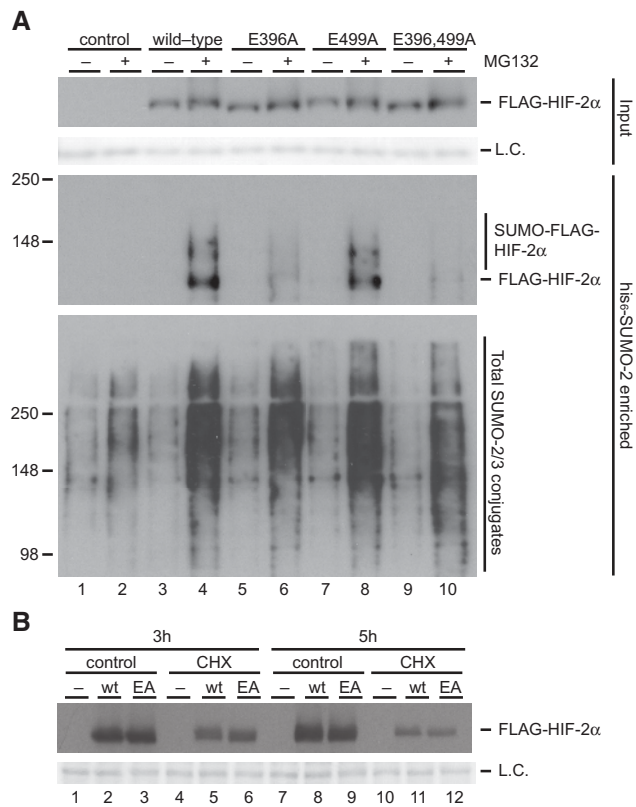 A
control wild–type E396A E499A E396,499A
– + – + – + – + – + MG132
FLAG-HIF-2α
L.C.
Input
250
148
SUMO-FLAG-
HIF-2α
FLAG-HIF-2α
his₆-SUMO-2 enriched
250
148
98
Total SUMO-2/3 conjugates
1 2 3 4 5 6 7 8 9 10
B
3h 5h
control CHX control CHX
– wt EA – wt EA – wt EA – wt EA
FLAG-HIF-2α
L.C.
1 2 3 4 5 6 7 8 9 10 11 12